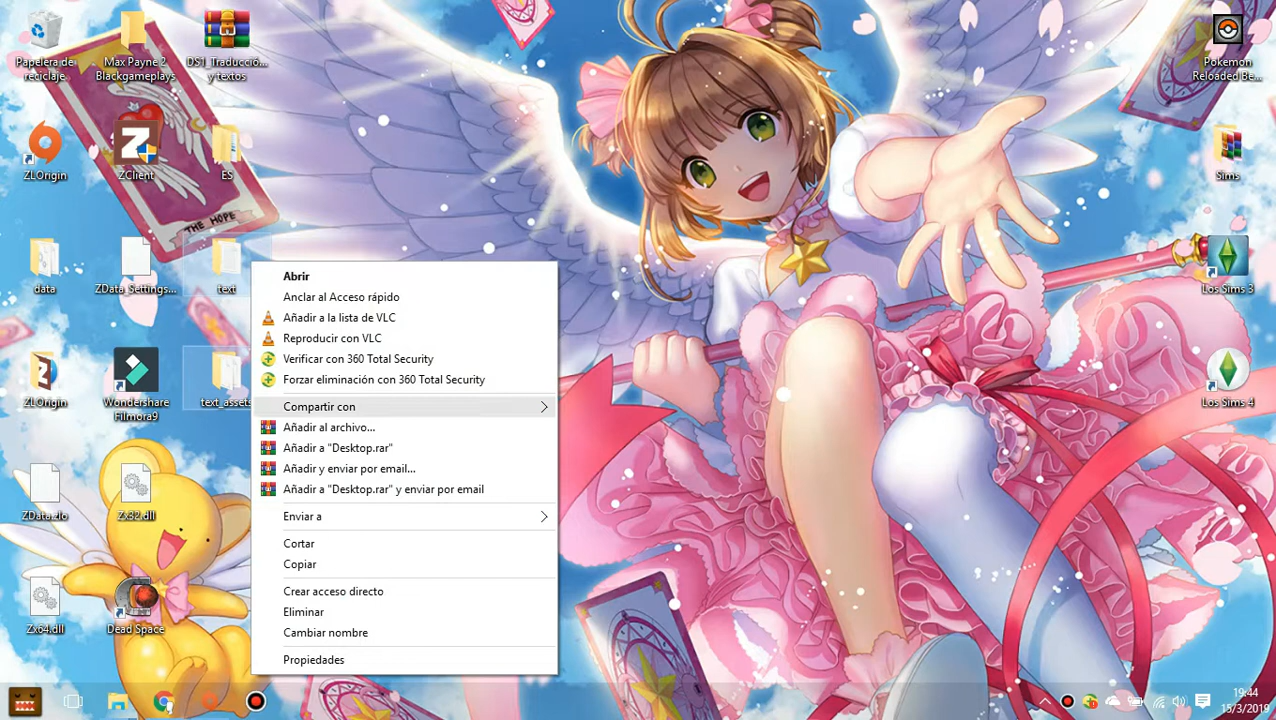 Papelera de
reciclaje
Max Payne 2
Blackgameplays
DS1_Traducció...
y textos
Pokemon
Reloaded Be...
ZLOrigin
ZClient
ES
Sims
THE HOPE
data
ZData_Settings...
text
Los Sims 3
ZLOrigin
Wondershare
Filmora9
text_assets
Los Sims 4
ZData.zlo
Zx32.dll
Zx64.dll
Dead Space
Abrir
Anclar al Acceso rápido
Añadir a la lista de VLC
Reproducir con VLC
Verificar con 360 Total Security
Forzar eliminación con 360 Total Security
Compartir con
Añadir al archivo...
Añadir a "Desktop.rar"
Añadir y enviar por email...
Añadir a "Desktop.rar" y enviar por email
Enviar a
Cortar
Copiar
Crear acceso directo
Eliminar
Cambiar nombre
Propiedades
19:44
15/3/2019